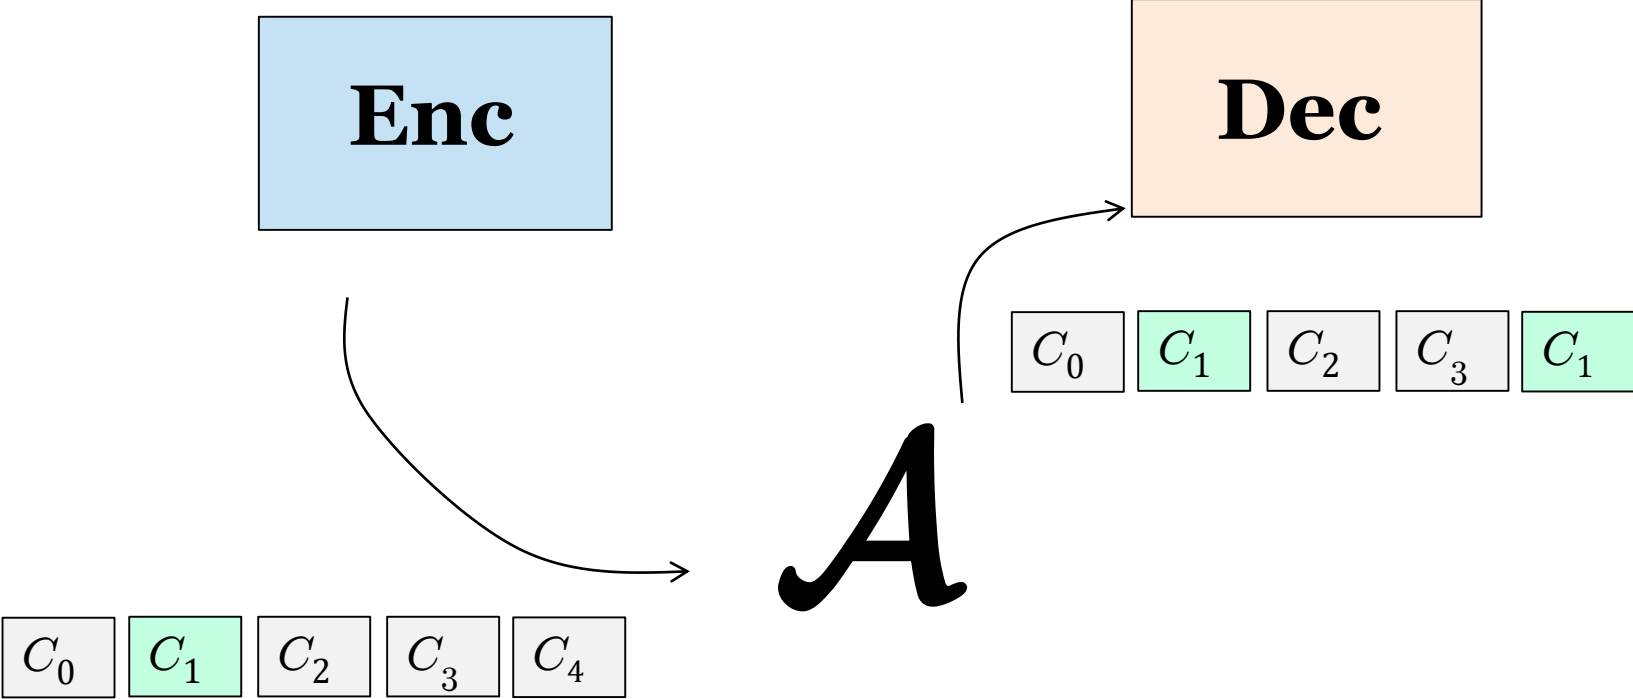 Enc
Dec
C₀ C₁ C₂ C₃ C₁
𝒜
C₀ C₁ C₂ C₃ C₄